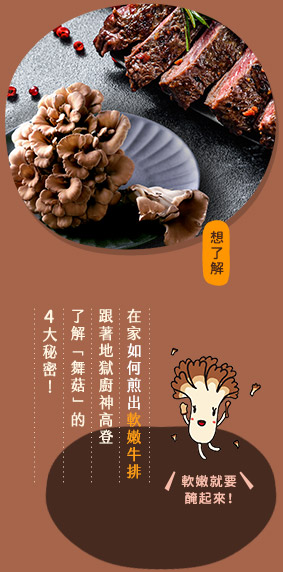 想了解
在家如何煎出軟嫩牛排
跟著地獄廚神高登
了解「舞菇」的
4大秘密！
軟嫩就要
醃起來！